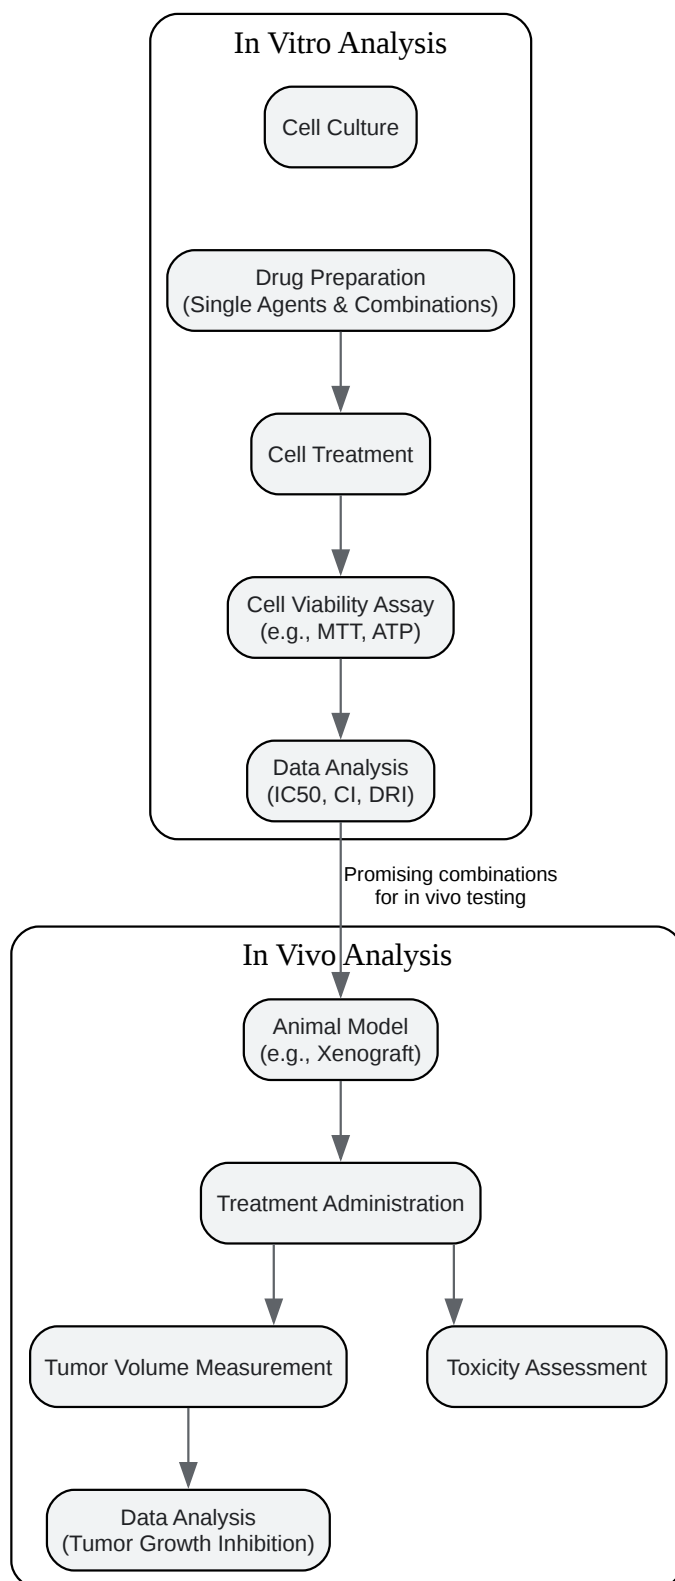 In Vitro Analysis
Cell Culture
Drug Preparation
(Single Agents & Combinations)
Cell Treatment
Cell Viability Assay
(e.g., MTT, ATP)
Data Analysis
(IC50, CI, DRI)
Promising combinations
for in vivo testing
In Vivo Analysis
Animal Model
(e.g., Xenograft)
Treatment Administration
Tumor Volume Measurement
Toxicity Assessment
Data Analysis
(Tumor Growth Inhibition)